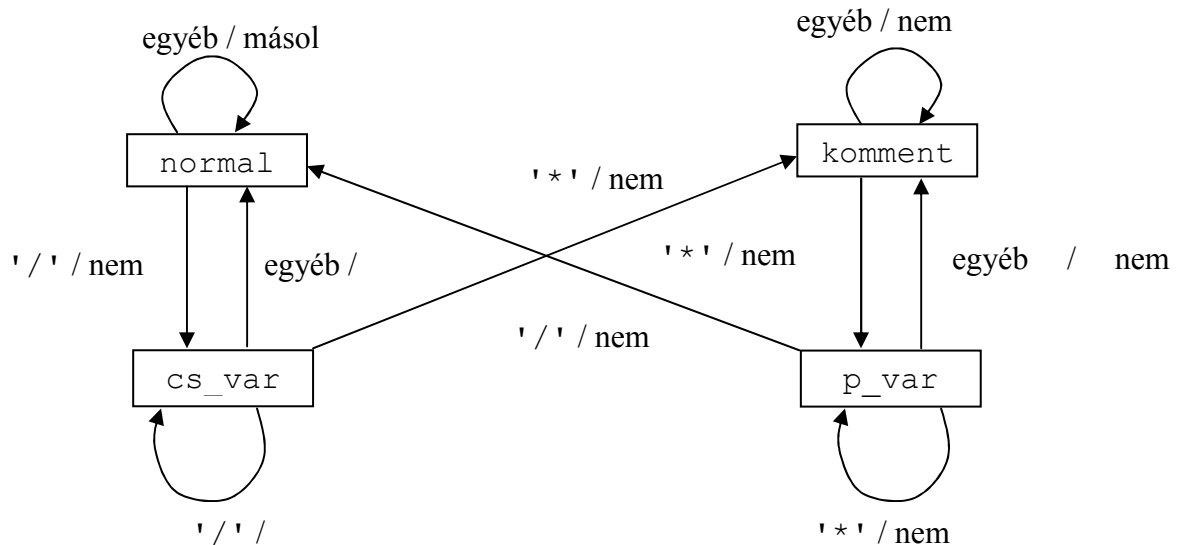 egyéb / másol
egyéb / nem
normal
komment
'*' / nem
'/' / nem
egyéb /
'*' / nem
egyéb / nem
'/' / nem
cs_var
p_var
'/' /
'*' / nem